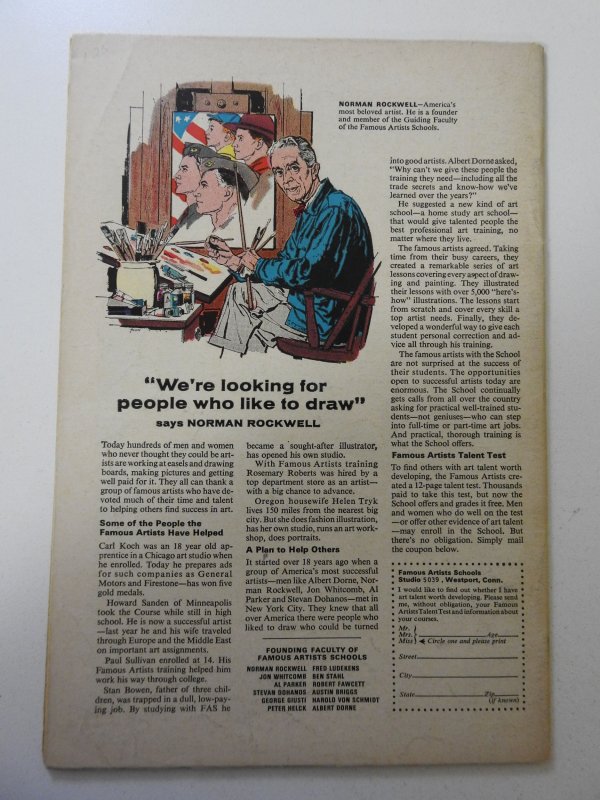 NORMAN ROCKWELL—America's
most beloved artist. He is a founder
and member of the Guiding Faculty
of the Famous Artists Schools.
"We're looking for
people who like to draw"
says NORMAN ROCKWELL
Today hundreds of men and women
who never thought they could be art-
ists are working at easels and drawing
boards, making pictures and getting
well paid for it. They all can thank a
group of famous artists who have de-
voted much of their time and talent
to helping others find success in art.
Some of the People the
Famous Artists Have Helped
Carl Koch was an 18 year old ap-
prentice in a Chicago art studio when
he enrolled. Today he prepares ads
for such companies as General
Motors and Firestone—has won five
gold medals.
Howard Sanden of Minneapolis
took the Course while still in high
school. He is now a successful artist
—last year he and his wife traveled
through Europe and the Middle East
on important art assignments.
Paul Sullivan enrolled at 14. His
Famous Artists training helped him
work his way through college.
Stan Bowen, father of three chil-
dren, was trapped in a dull, low-pay-
ing job. By studying with FAS he
became a sought-after illustrator,
has opened his own studio.
With Famous Artists training
Rosemary Roberts was hired by a
top department store as an artist—
with a big chance to advance.
Oregon housewife Helen Tryk
lives 150 miles from the nearest big
city. But she does fashion illustration,
has her own studio, runs an art work-
shop, does portraits.
A Plan to Help Others
It started over 18 years ago when a
group of America's most successful
artists—men like Albert Dorne, Nor-
man Rockwell, Jon Whitcomb, Al
Parker and Stevan Dohanos—met in
New York City. They knew that all
over America there were people who
liked to draw who could be turned
FOUNDING FACULTY OF
FAMOUS ARTISTS SCHOOLS
NORMAN ROCKWELL FRED LUDEKENS
JON WHITCOMB BEN STAHL
AL PARKER ROBERT FAWCETT
STEVAN DOHANOS AUSTIN BRIGGS
GEORGE GIUSTI HAROLD VON SCHMIDT
PETER HELCK ALBERT DORNE
into good artists. Albert Dorne asked,
"Why can't we give these people the
training they need—including all the
trade secrets and know-how we've
learned over the years?"
He suggested a new kind of art
school—a home study art school—
that would give talented people the
best professional art training, no
matter where they live.
The famous artists agreed. Taking
time from their busy careers, they
created a remarkable series of art
lessons covering every aspect of draw-
ing and painting. They illustrated
their lessons with over 5,000 "here's-
how" illustrations. The lessons start
from scratch and cover every skill a
top artist needs. Finally, they de-
veloped a wonderful way to give each
student personal correction and ad-
vice all through his training.
The famous artists with the School
are not surprised at the success of
their students. The opportunities
open to successful artists today are
enormous. The School continually
gets calls from all over the country
asking for practical well-trained stu-
dents—not geniuses—who can step
into full-time or part-time art jobs.
And practical, thorough training is
what the School offers.
Famous Artists Talent Test
To find others with art talent worth
developing, the Famous Artists cre-
ated a 12-page talent test. Thousands
paid to take this test, but now the
School offers and grades it free. Men
and women who do well on the test
—or offer other evidence of art talent
—may enroll in the School. But
there's no obligation. Simply mail
the coupon below.
Famous Artists Schools
Studio 5039, Westport, Conn.
I would like to find out whether I have
art talent worth developing. Please send
me, without obligation, your Famous
Artists Talent Test and information about
your courses.
Mr.
Mrs. Age
Miss Circle one and please print
Street
City
State Zip
(if known)